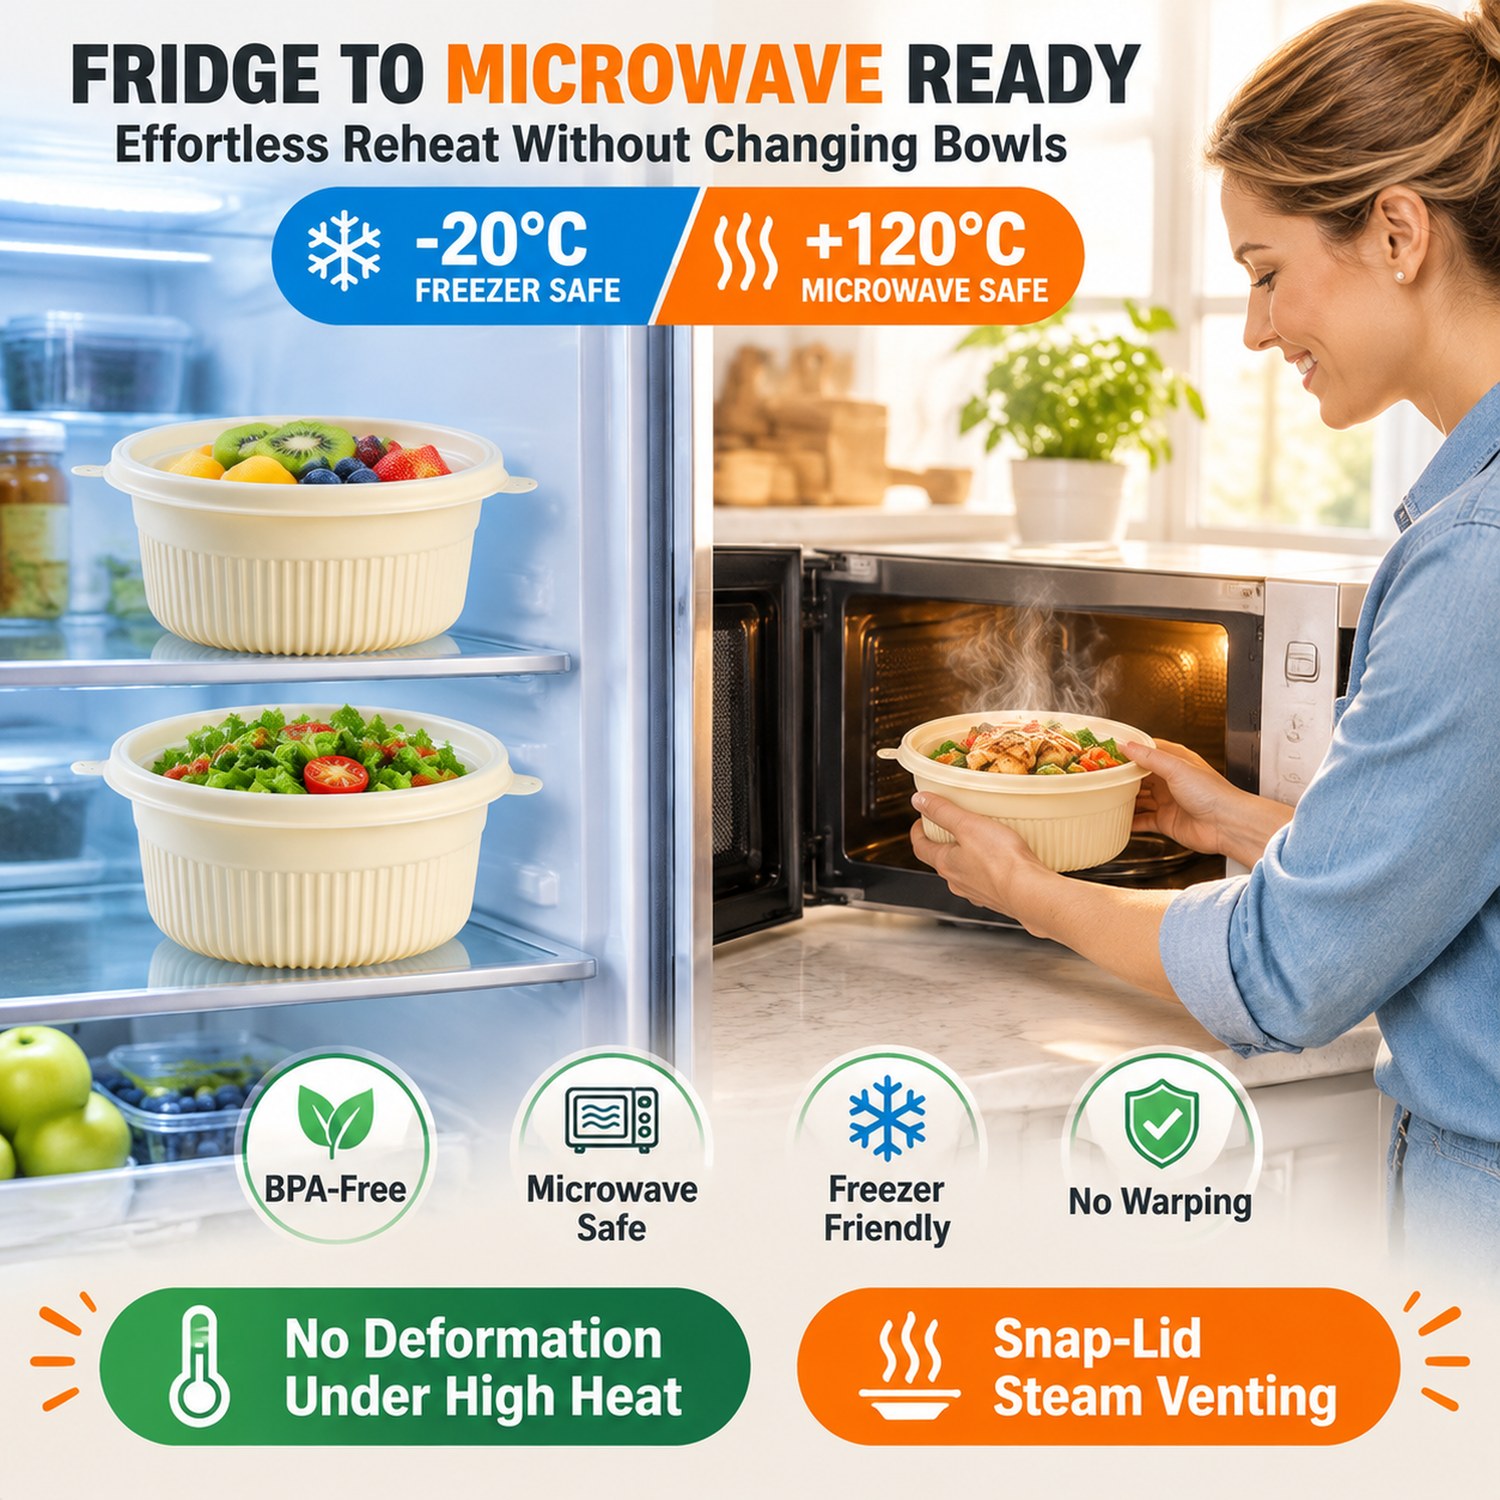 FRIDGE TO MICROWAVE READY
Effortless Reheat Without Changing Bowls
-20°C
FREEZER SAFE
+120°C
MICROWAVE SAFE
BPA-Free
Microwave
Safe
Freezer
Friendly
No Warping
No Deformation
Under High Heat
Snap-Lid
Steam Venting